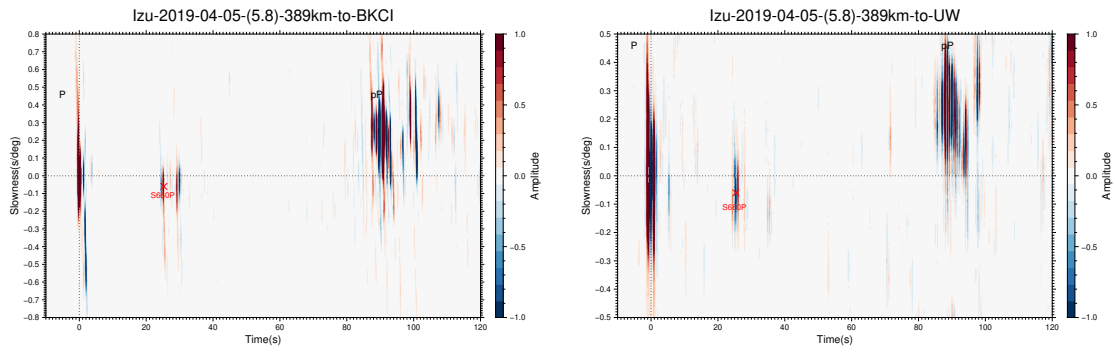 Izu-2019-04-05-(5.8)-389km-to-BKCI
0.8
0.7
0.6
0.5
0.4
0.3
0.2
0.1
0.0
−0.1
−0.2
−0.3
−0.4
−0.5
−0.6
−0.7
−0.8
Slowness(s/deg)
P
pP
S660P
0 20 40 60 80 100 120
Time(s)
1.0
0.5
0.0
−0.5
−1.0
Amplitude
Izu-2019-04-05-(5.8)-389km-to-UW
0.5
0.4
0.3
0.2
0.1
0.0
−0.1
−0.2
−0.3
−0.4
−0.5
Slowness(s/deg)
P
pP
S660P
0 20 40 60 80 100 120
Time(s)
1.0
0.5
0.0
−0.5
−1.0
Amplitude